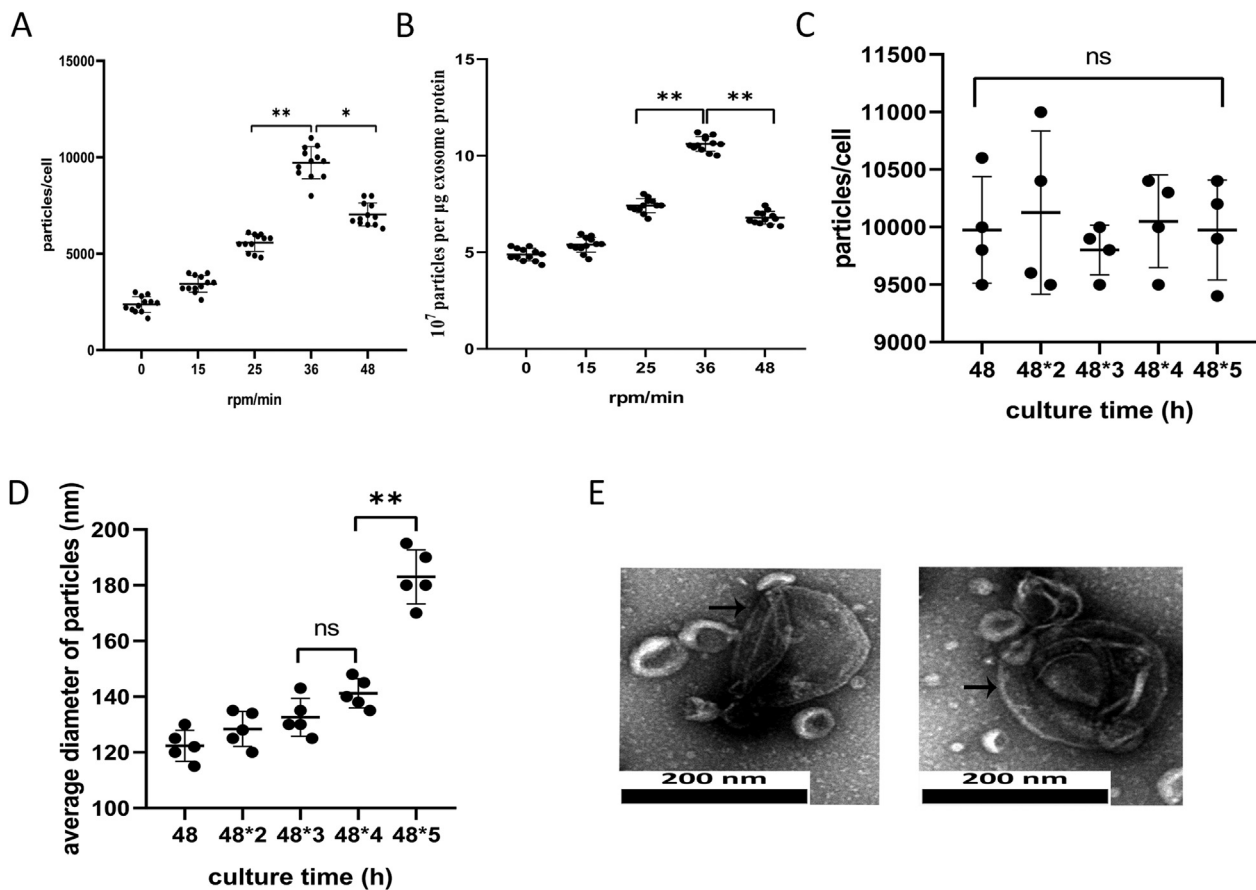 A
15000
10000
5000
0
particles/cell
** *
0 15 25 36 48
rpm/min
B
15
10
5
0
10⁷ particles per µg exosome protein
** **
0 15 25 36 48
rpm/min
C
11500
11000
10500
10000
9500
9000
particles/cell
ns
48 48*2 48*3 48*4 48*5
culture time (h)
D
200
180
160
140
120
100
average diameter of particles (nm)
**
ns
48 48*2 48*3 48*4 48*5
culture time (h)
E
200 nm
200 nm